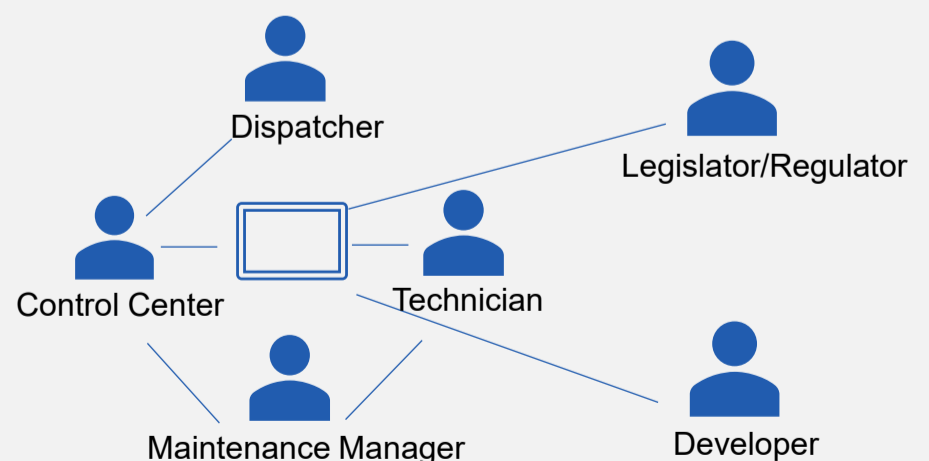 Dispatcher
Legislator/Regulator
Control Center
Technician
Maintenance Manager
Developer